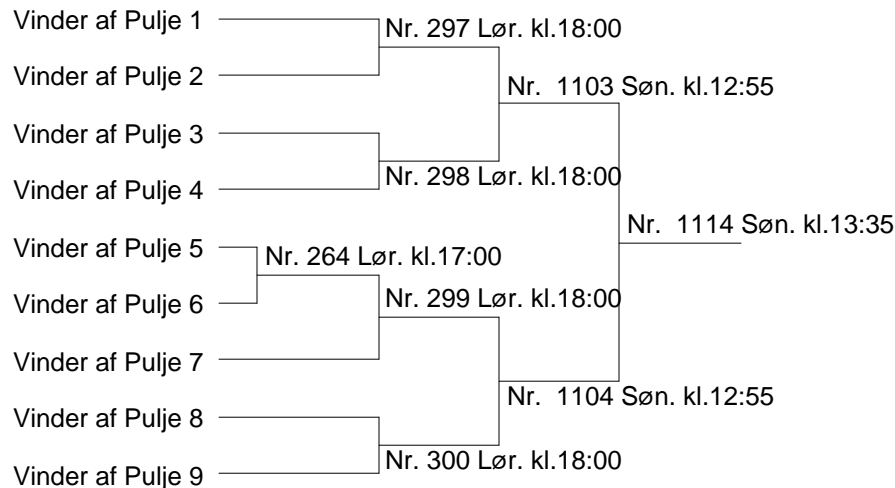 Vinder af Pulje 1
Nr. 297 Lør. kl.18:00
Vinder af Pulje 2
Nr.  1103 Søn. kl.12:55
Vinder af Pulje 3
Nr. 298 Lør. kl.18:00
Vinder af Pulje 4
Nr.  1114 Søn. kl.13:35
Vinder af Pulje 5
Nr. 264 Lør. kl.17:00
Vinder af Pulje 6
Nr. 299 Lør. kl.18:00
Vinder af Pulje 7
Nr.  1104 Søn. kl.12:55
Vinder af Pulje 8
Nr. 300 Lør. kl.18:00
Vinder af Pulje 9